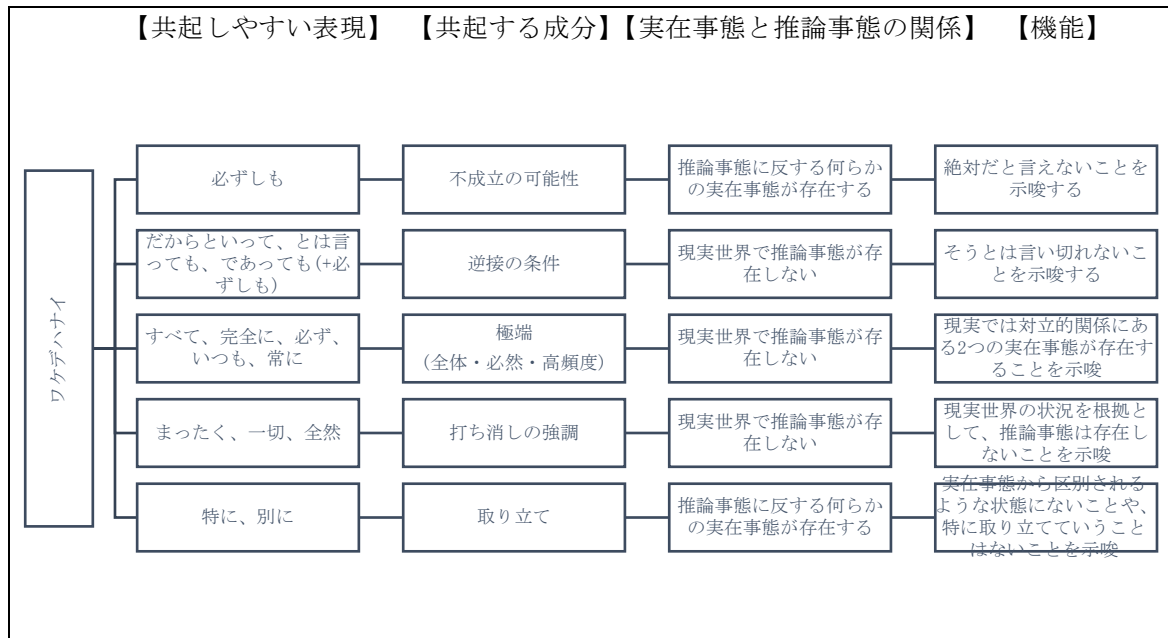 【共起しやすい表現】 【共起する成分】【実在事態と推論事態の関係】 【機能】
ワケデハナイ
必ずしも
不成立の可能性
推論事態に反する何らか
の実在事態が存在する
絶対だと言えないことを
示唆する
だからといって、とは言
っても、であっても(+必
ずしも)
逆接の条件
現実世界で推論事態が存
在しない
そうとは言い切れないこ
とを示唆する
すべて、完全に、必ず、
いつも、常に
極端
(全体・必然・高頻度)
現実世界で推論事態が存
在しない
現実では対立的関係にあ
る2つの実在事態が存在す
ることを示唆
まったく、一切、全然
打ち消しの強調
現実世界で推論事態が存
在しない
現実世界の状況を根拠と
して、推論事態は存在し
ないことを示唆
特に、別に
取り立て
推論事態に反する何らか
の実在事態が存在する
実在事態から区別される
ような状態にないことや、
特に取り立てていうこと
はないことを示唆